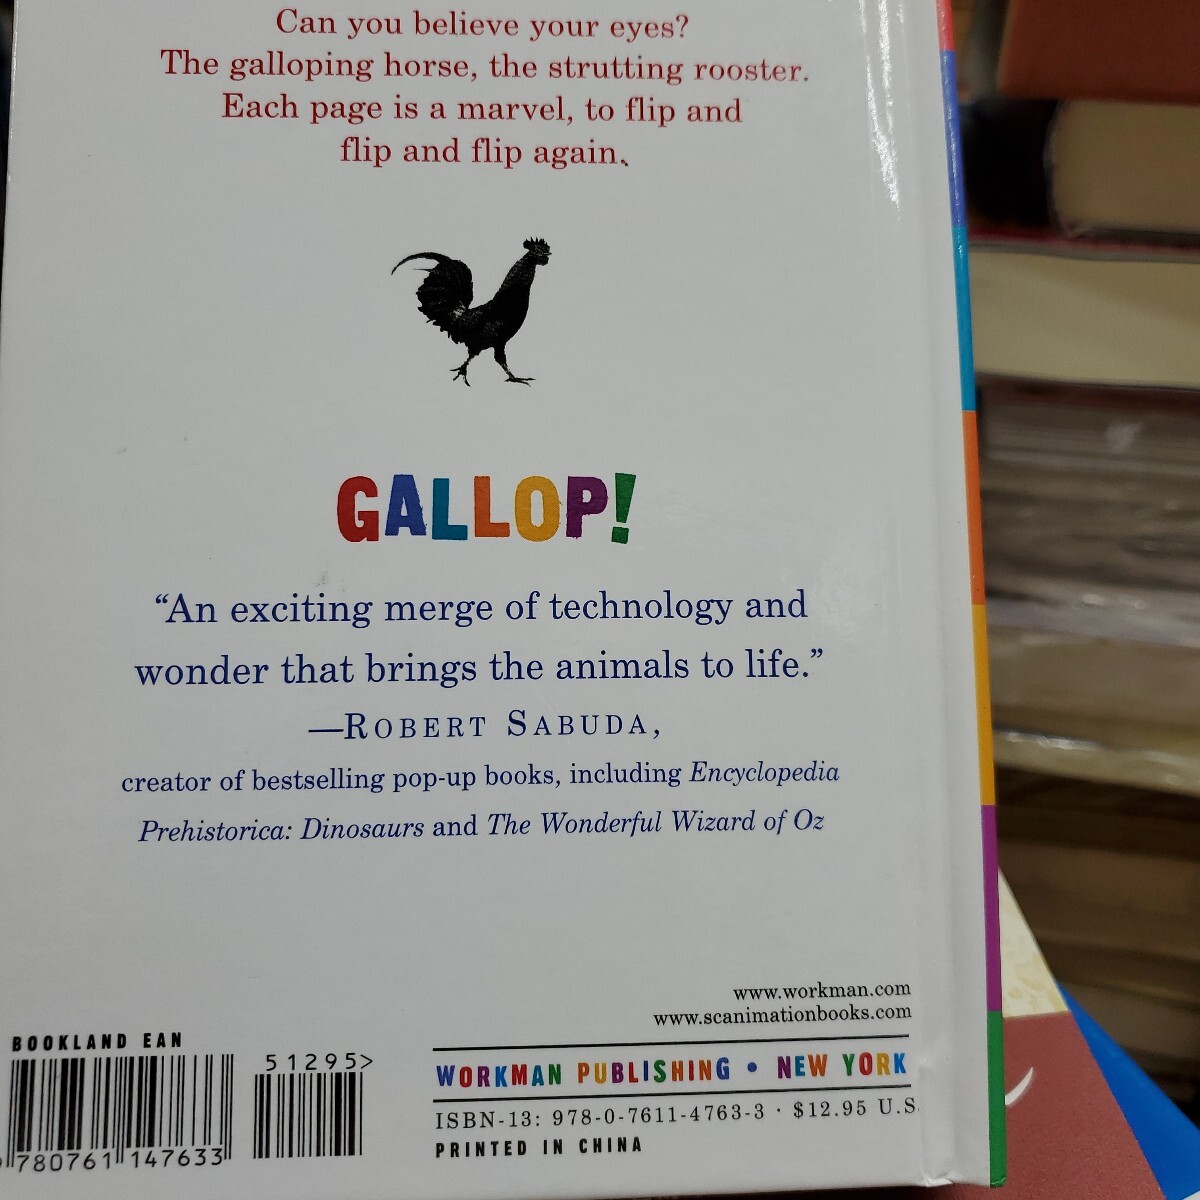 Can you believe your eyes?
The galloping horse, the strutting rooster.
Each page is a marvel, to flip and
flip and flip again.
GALLOP!
“An exciting merge of technology and
wonder that brings the animals to life.”
—ROBERT SABUDA,
creator of bestselling pop-up books, including Encyclopedia
Prehistorica: Dinosaurs and The Wonderful Wizard of Oz
www.workman.com
www.scanimationbooks.com
BOOKLAND EAN
51295>
9780761147633
WORKMAN PUBLISHING • NEW YORK
ISBN-13: 978-0-7611-4763-3 · $12.95 U.S.
PRINTED IN CHINA